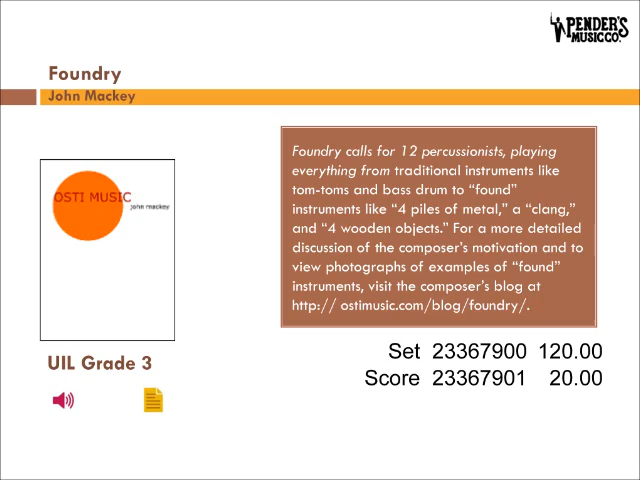 PENDER'S
MUSIC CO.
Foundry
John Mackey
OSTI MUSIC
john mackey
Foundry calls for 12 percussionists, playing
everything from traditional instruments like
tom-toms and bass drum to “found”
instruments like “4 piles of metal,” a “clang,”
and “4 wooden objects.” For a more detailed
discussion of the composer’s motivation and to
view photographs of examples of “found”
instruments, visit the composer’s blog at
http:// ostimusic.com/blog/foundry/.
UIL Grade 3
Set 23367900 120.00
Score 23367901 20.00